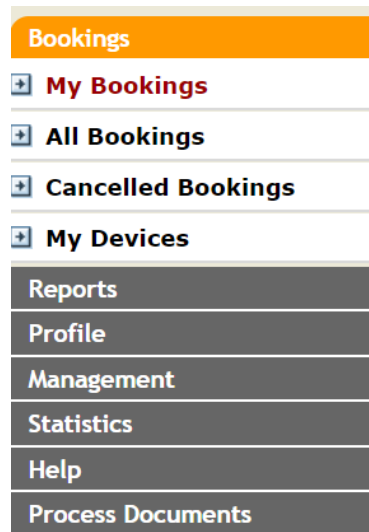 Bookings
My Bookings
All Bookings
Cancelled Bookings
My Devices
Reports
Profile
Management
Statistics
Help
Process Documents